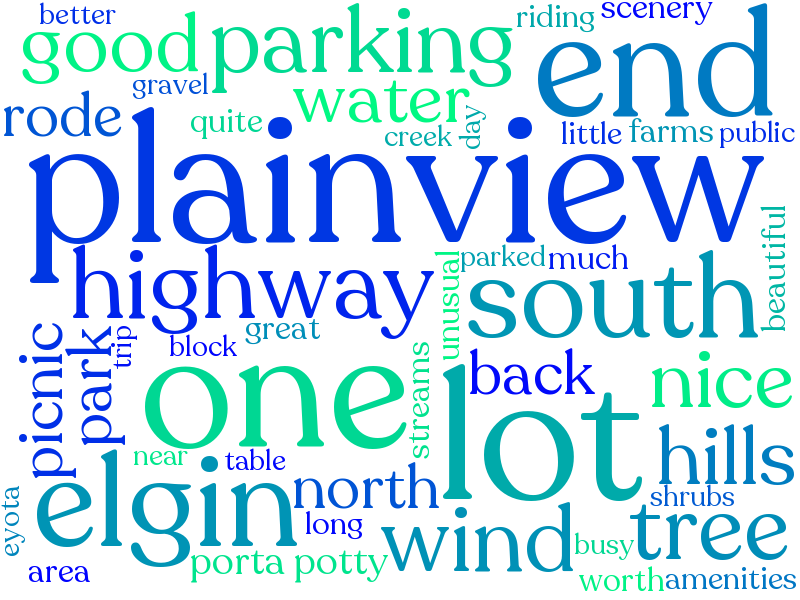 better
good
parking
riding
scenery
end
gravel
rode
quite
water
creek
day
little
farms
public
plainview
highway
unusual
parked
much
beautiful
south
great
block
trip
picnic
park
one
streams
back
nice
lot
near
table
hills
elgin
north
eyota
long
wind
shrubs
tree
busy
area
porta potty
worth
amenities